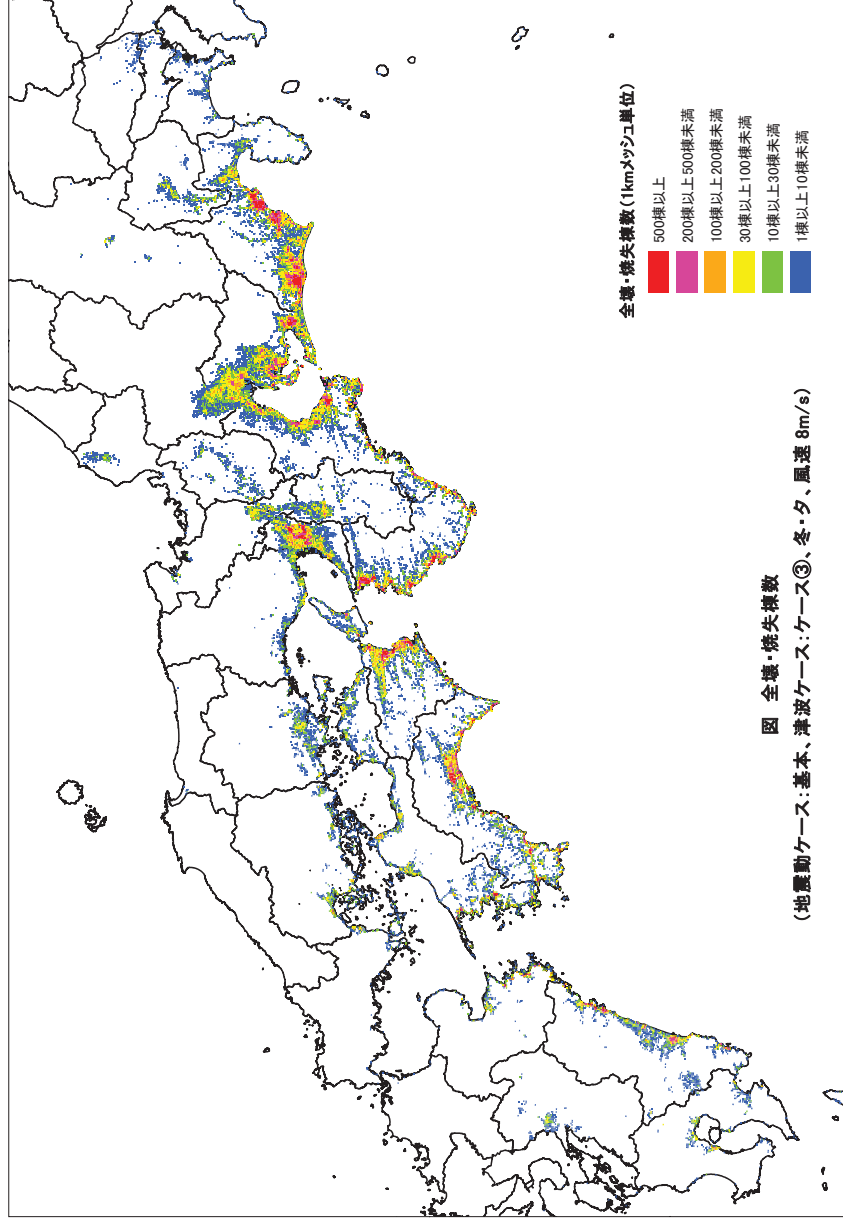 全壊・焼失棟数(1kmメッシュ単位)
500棟以上
200棟以上500棟未満
100棟以上200棟未満
30棟以上100棟未満
10棟以上30棟未満
1棟以上10棟未満
図 全壊・焼失棟数
(地震動ケース:基本、津波ケース:ケース③、冬・夕、風速 8m/s)